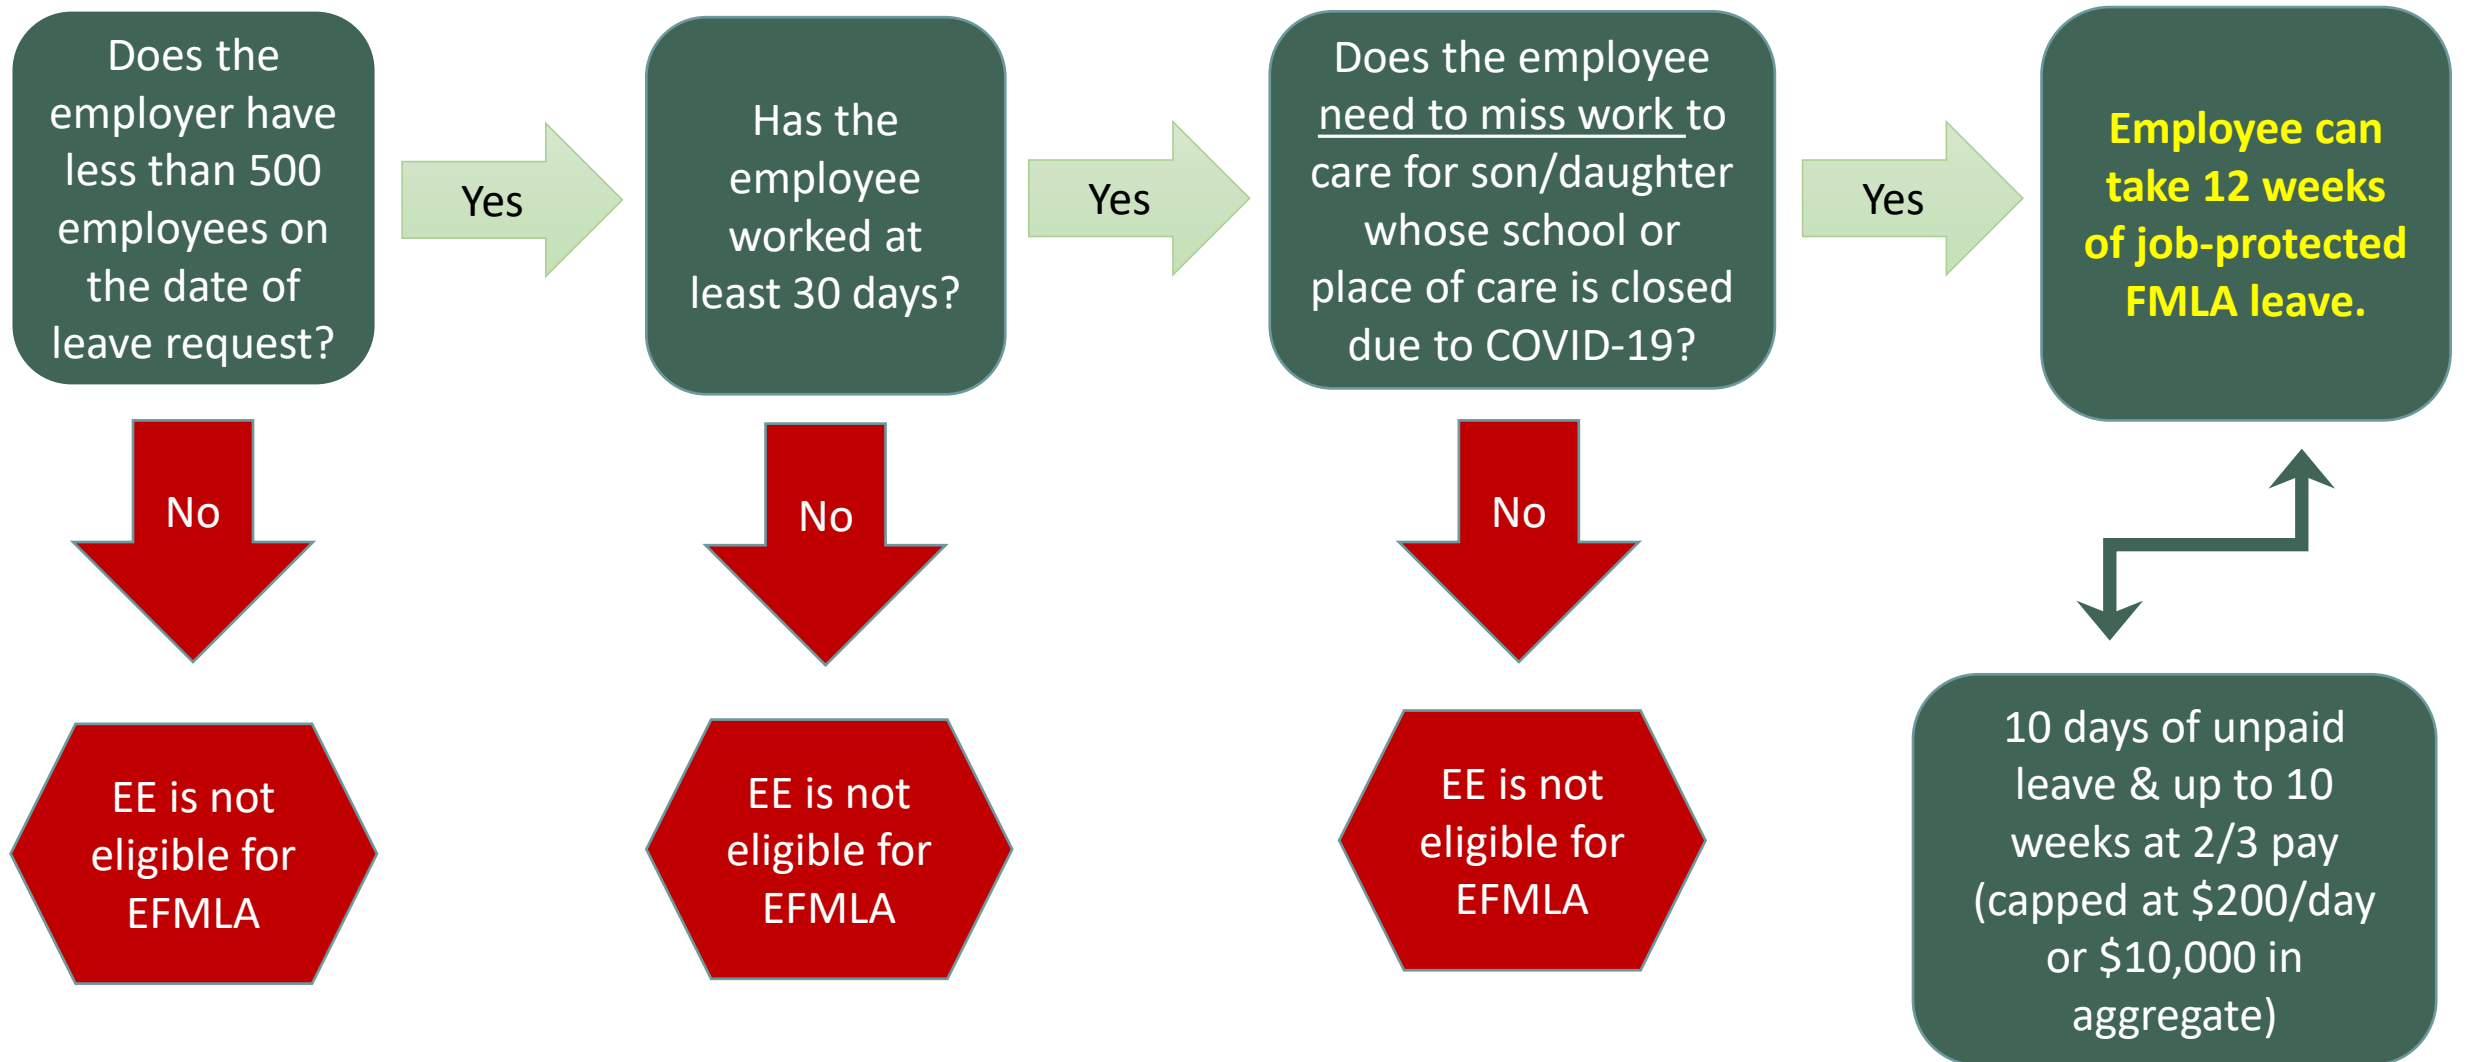 Does the
employer have
less than 500
employees on
the date of
leave request?
Yes
Has the
employee
worked at
least 30 days?
Yes
Does the employee
need to miss work to
care for son/daughter
whose school or
place of care is closed
due to COVID-19?
Yes
Employee can
take 12 weeks
of job-protected
FMLA leave.
No
No
No
EE is not
eligible for
EFMLA
EE is not
eligible for
EFMLA
EE is not
eligible for
EFMLA
10 days of unpaid
leave & up to 10
weeks at 2/3 pay
(capped at $200/day
or $10,000 in
aggregate)